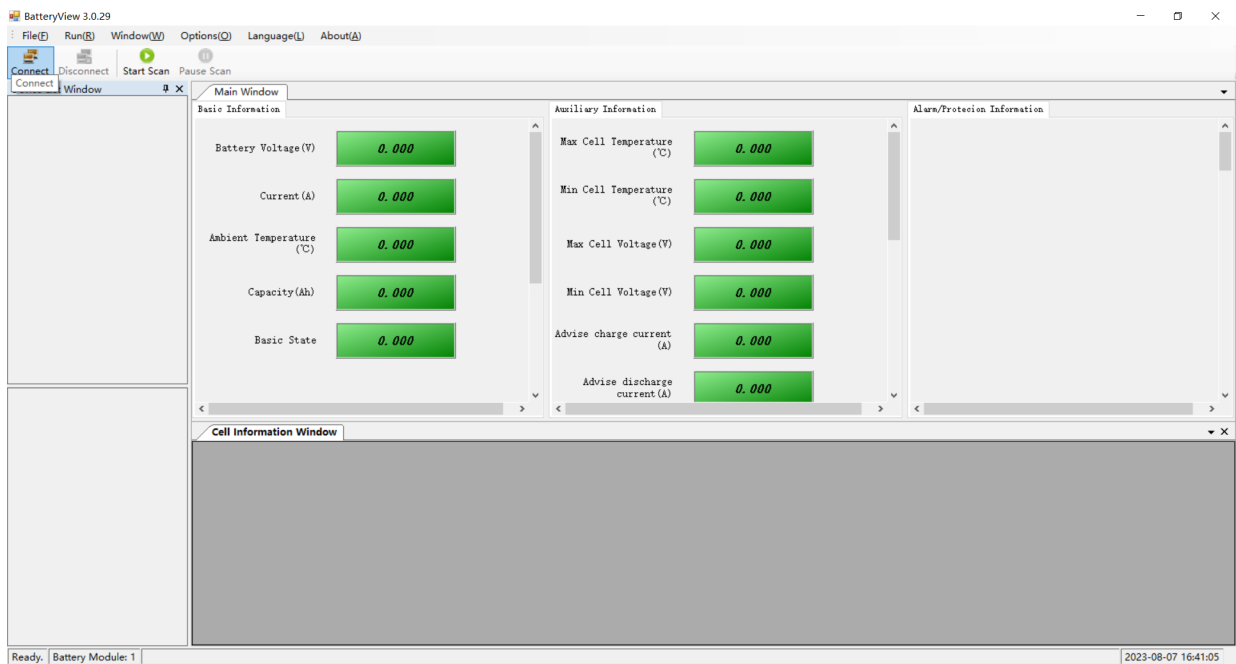 BatteryView 3.0.29
File(F) Run(R) Window(W) Options(O) Language(L) About(A)
Connect Disconnect Start Scan Pause Scan
Connect
Window
Main Window
Basic Information
Battery Voltage(V) 0.000
Current(A) 0.000
Ambient Temperature
(℃) 0.000
Capacity(Ah) 0.000
Basic State 0.000
Auxiliary Information
Max Cell Temperature
(℃) 0.000
Min Cell Temperature
(℃) 0.000
Max Cell Voltage(V) 0.000
Min Cell Voltage(V) 0.000
Advise charge current
(A) 0.000
Advise discharge
current(A) 0.000
Alarm/Protecion Information
Cell Information Window
Ready. Battery Module: 1
2023-08-07 16:41:05